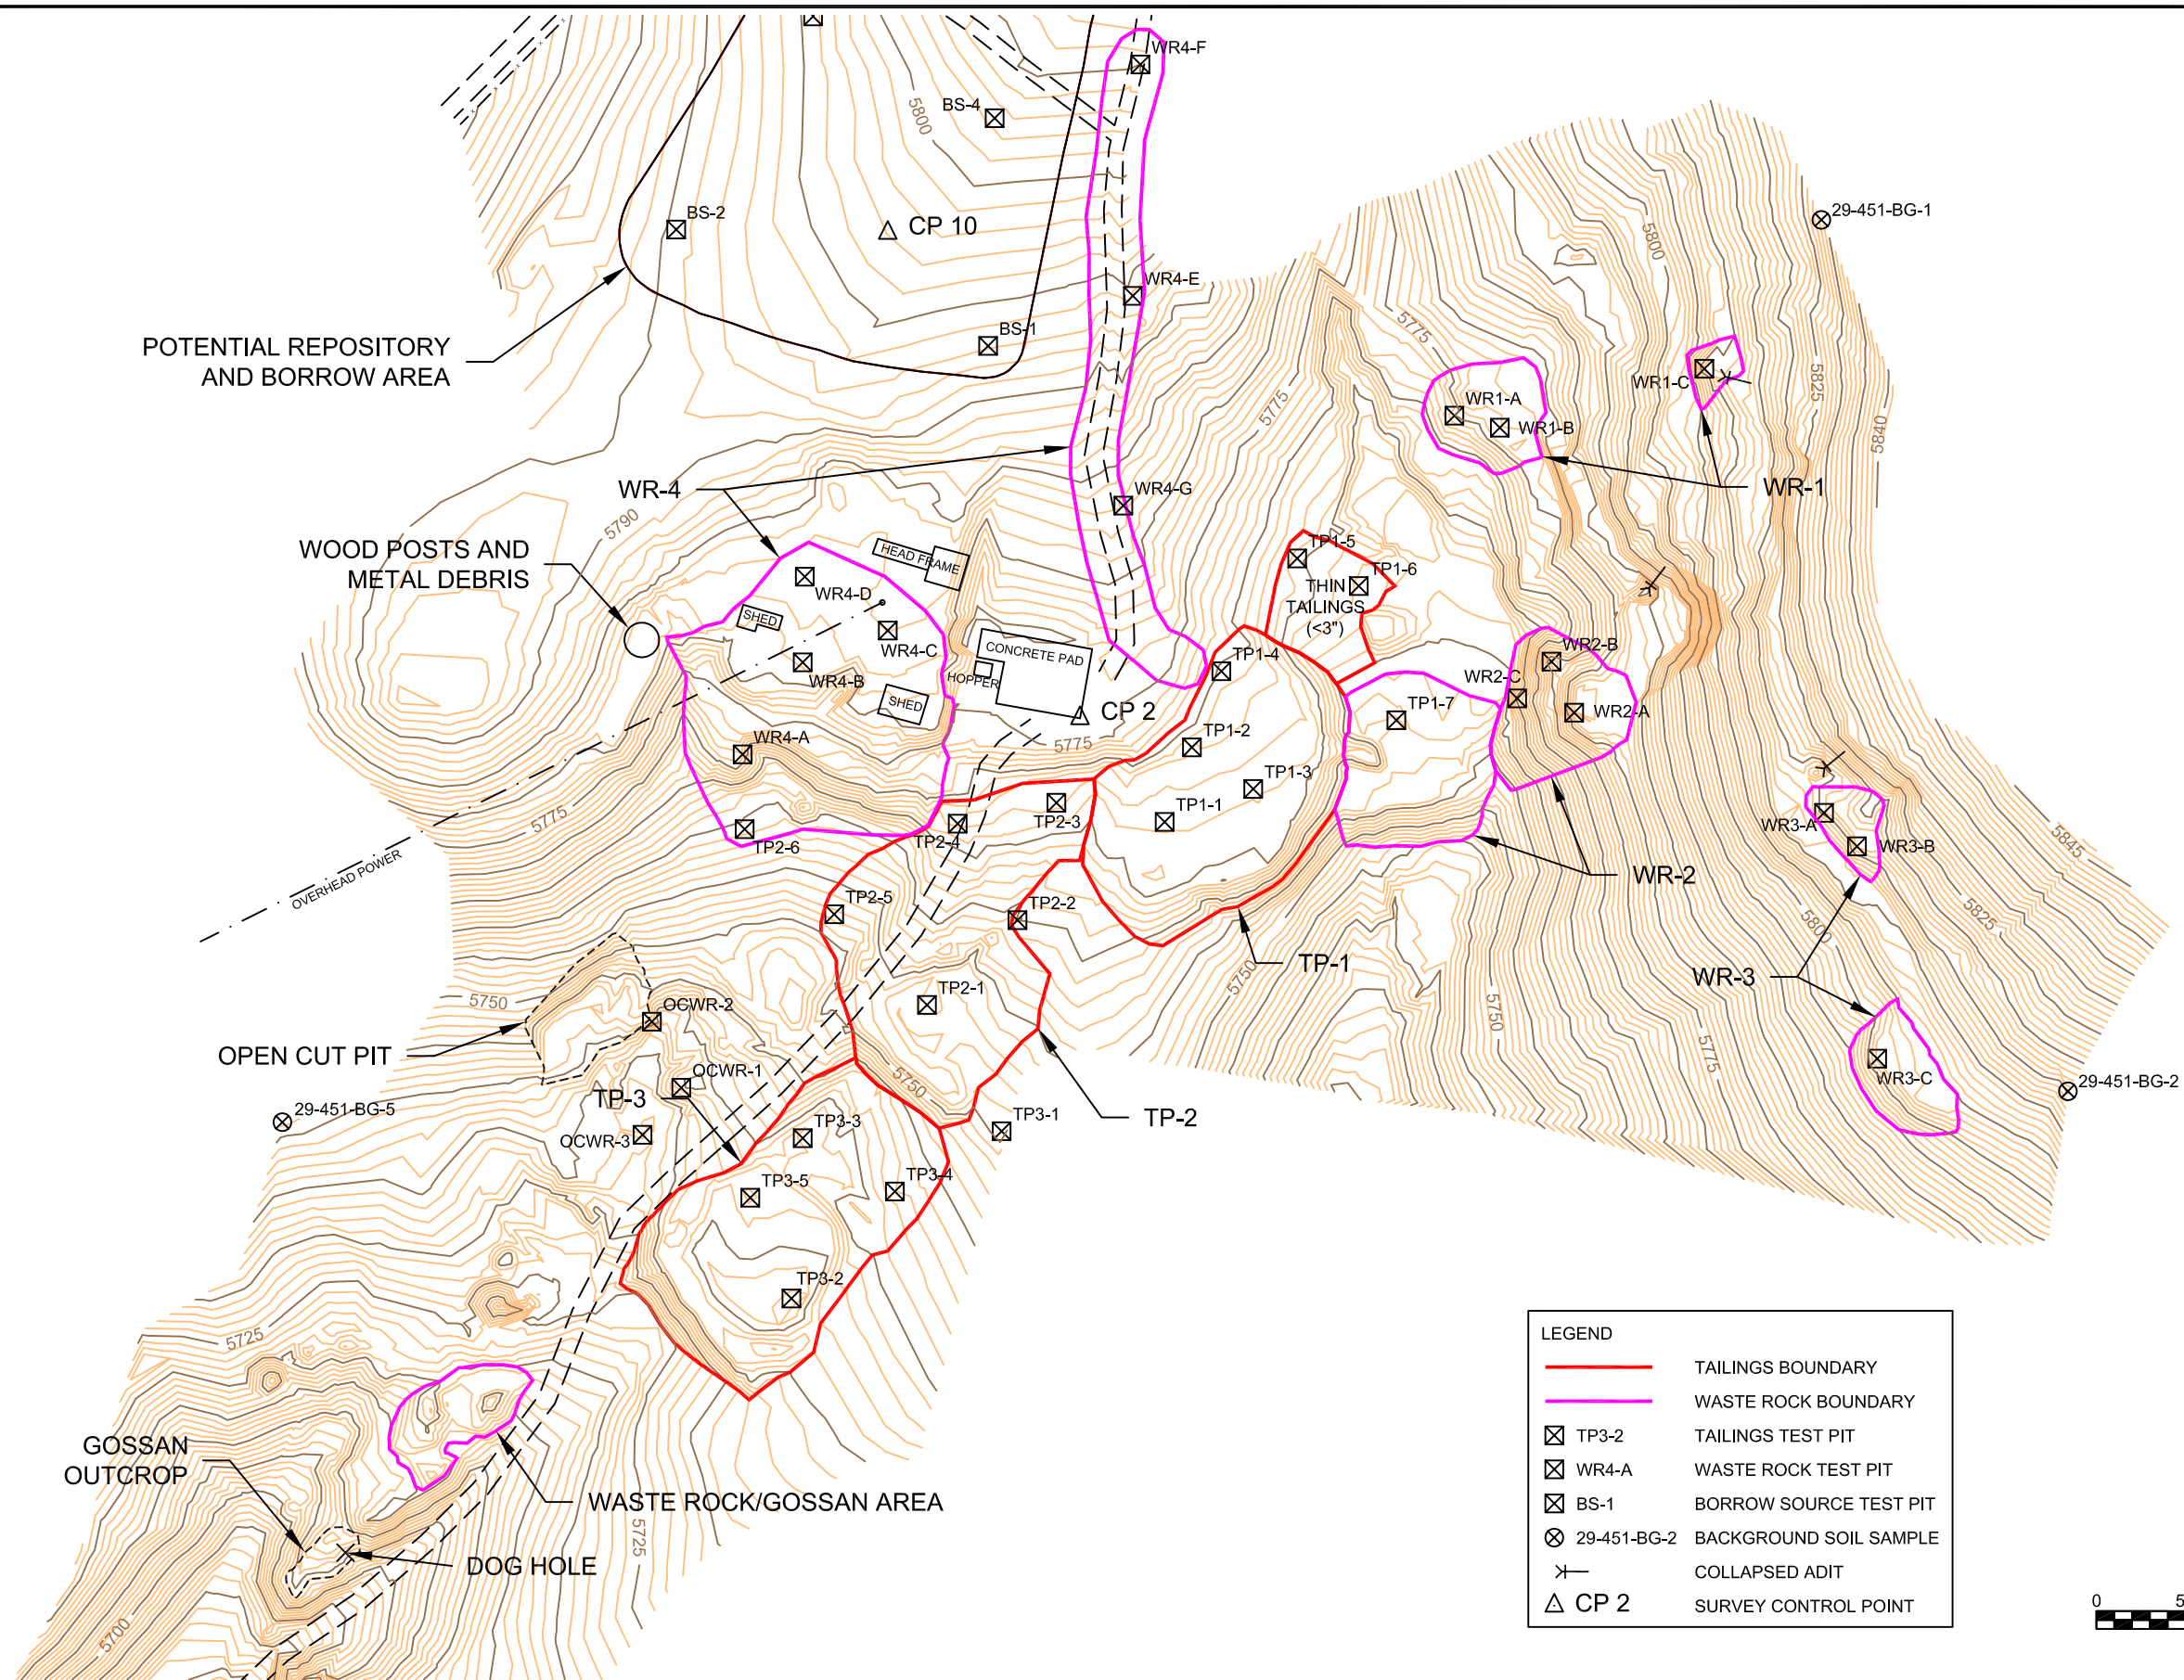 WR4-F
BS-4
5800
29-451-BG-1
BS-2
CP 10
5800
WR4-E
5775
BS-1
POTENTIAL REPOSITORY
AND BORROW AREA
WR1-C
5825
WR1-A
5775
WR1-B
5840
WR-4
WR4-G
WR-1
5790
WOOD POSTS AND
METAL DEBRIS
HEAD FRAME
TP1-5
TP1-6
THIN
TAILINGS
(<3")
WR4-D
SHED
WR4-C
CONCRETE PAD
WR2-B
TP1-4
WR4-B
HOPPER
WR2-C
SHED
CP 2
TP1-7
WR2-A
WR4-A
5775
TP1-2
TP1-3
5775
TP1-1
TP2-3
WR3-A
TP2-4
TP2-6
WR3-B
5845
OVERHEAD POWER
WR-2
TP2-5
TP2-2
5825
5800
TP-1
5750
WR-3
5750
TP2-1
OCWR-2
5750
OPEN CUT PIT
5775
OCWR-1
5750
WR3-C
29-451-BG-2
TP-3
29-451-BG-5
TP3-3
TP3-1
TP-2
OCWR-3
TP3-5
TP3-4
TP3-2
5725
LEGEND
TAILINGS BOUNDARY
WASTE ROCK BOUNDARY
TP3-2 TAILINGS TEST PIT
WR4-A WASTE ROCK TEST PIT
BS-1 BORROW SOURCE TEST PIT
29-451-BG-2 BACKGROUND SOIL SAMPLE
COLLAPSED ADIT
CP 2 SURVEY CONTROL POINT
GOSSAN
OUTCROP
WASTE ROCK/GOSSAN AREA
5725
DOG HOLE
5700
0 5